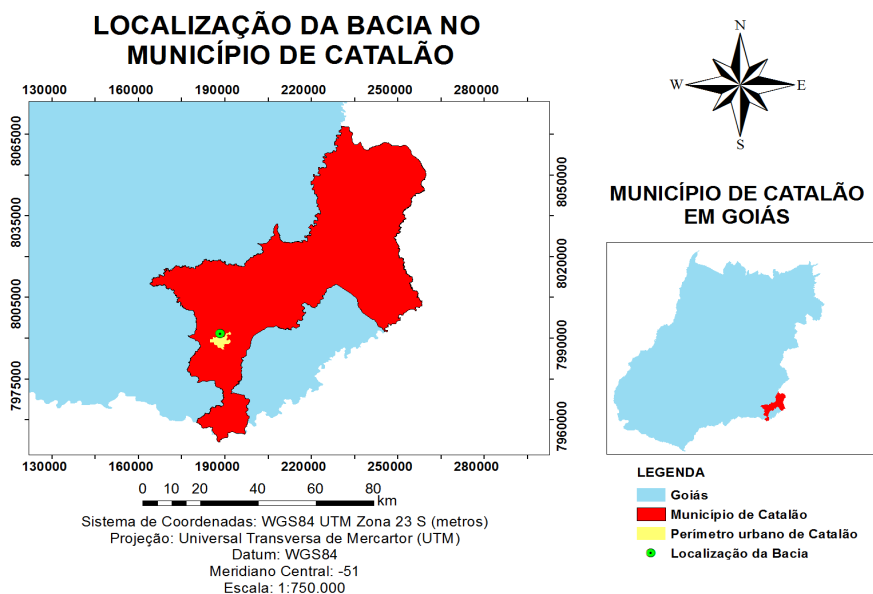 LOCALIZAÇÃO DA BACIA NO
MUNICÍPIO DE CATALÃO
130000 160000 190000 220000 250000 280000
8065000
8035000
8005000
7975000
8050000
8020000
7990000
7960000
130000 160000 190000 220000 250000 280000
0 10 20 40 60 80
km
Sistema de Coordenadas: WGS84 UTM Zona 23 S (metros)
Projeção: Universal Transversa de Mercartor (UTM)
Datum: WGS84
Meridiano Central: -51
Escala: 1:750.000
N
W E
S
MUNICÍPIO DE CATALÃO
EM GOIÁS
LEGENDA
Goiás
Municipio de Catalão
Perímetro urbano de Catalão
Localização da Bacia